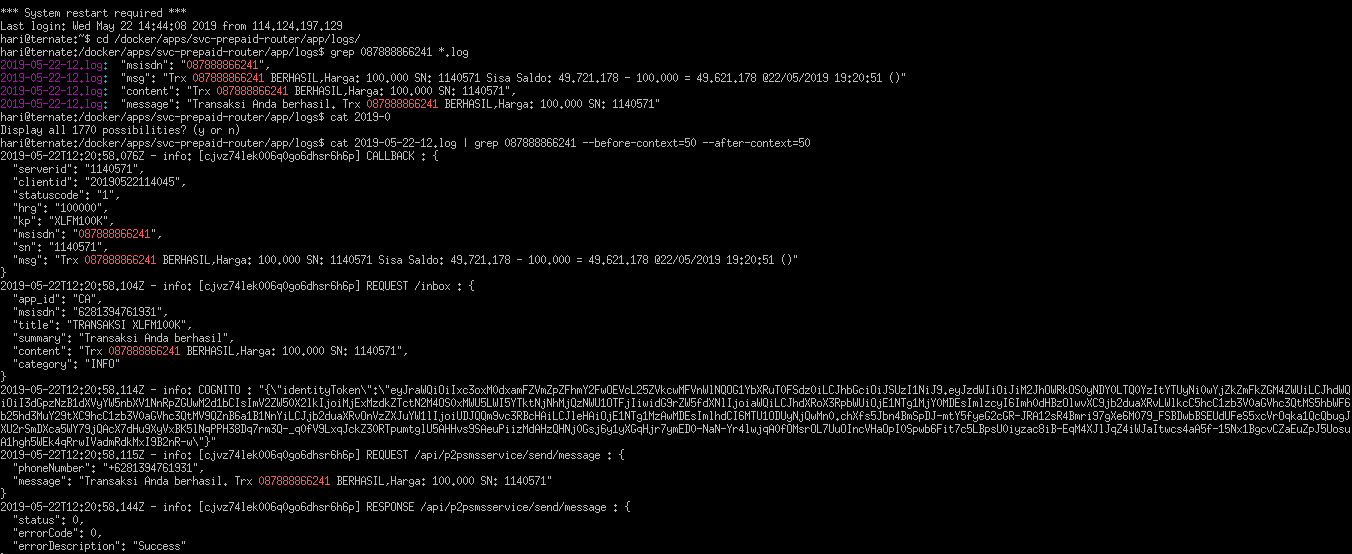 *** System restart required ***
Last login: Wed May 22 14:44:08 2019 from 114.124.197.129
hari@ternate:~$ cd /docker/apps/svc-prepaid-router/app/logs/
hari@ternate:/docker/apps/svc-prepaid-router/app/logs$ grep 087888866241 *.log
2019-05-22-12.log:  "msisdn": "087888866241",
2019-05-22-12.log:  "msg": "Trx 087888866241 BERHASIL,Harga: 100.000 SN: 1140571 Sisa Saldo: 49.721.178 - 100.000 = 49.621.178 @22/05/2019 19:20:51 ()"
2019-05-22-12.log:  "content": "Trx 087888866241 BERHASIL,Harga: 100.000 SN: 1140571",
2019-05-22-12.log:  "message": "Transaksi Anda berhasil. Trx 087888866241 BERHASIL,Harga: 100.000 SN: 1140571"
hari@ternate:/docker/apps/svc-prepaid-router/app/logs$ cat 2019-0
Display all 1770 possibilities? (y or n)
hari@ternate:/docker/apps/svc-prepaid-router/app/logs$ cat 2019-05-22-12.log | grep 087888866241 --before-context=50 --after-context=50
2019-05-22T12:20:58.076Z - info: [cjvz74lek006q0go6dhsr6h6p] CALLBACK : {
  "serverid": "1140571",
  "clientid": "20190522114045",
  "statuscode": "1",
  "hrg": "100000",
  "kp": "XLFM100K",
  "msisdn": "087888866241",
  "sn": "1140571",
  "msg": "Trx 087888866241 BERHASIL,Harga: 100.000 SN: 1140571 Sisa Saldo: 49.721.178 - 100.000 = 49.621.178 @22/05/2019 19:20:51 ()"
}
2019-05-22T12:20:58.104Z - info: [cjvz74lek006q0go6dhsr6h6p] REQUEST /inbox : {
  "app_id": "CA",
  "msisdn": "6281394761931",
  "title": "TRANSAKSI XLFM100K",
  "summary": "Transaksi Anda berhasil",
  "content": "Trx 087888866241 BERHASIL,Harga: 100.000 SN: 1140571",
  "category": "INFO"
}
2019-05-22T12:20:58.114Z - info: COGNITO : "{\"identityToken\":\"
2019-05-22T12:20:58.115Z - info: [cjvz74lek006q0go6dhsr6h6p] REQUEST /api/p2psmsservice/send/message : {
  "phoneNumber": "+6281394761931",
  "message": "Transaksi Anda berhasil. Trx 087888866241 BERHASIL,Harga: 100.000 SN: 1140571"
}
2019-05-22T12:20:58.144Z - info: [cjvz74lek006q0go6dhsr6h6p] RESPONSE /api/p2psmsservice/send/message : {
  "status": 0,
  "errorCode": 0,
  "errorDescription": "Success"